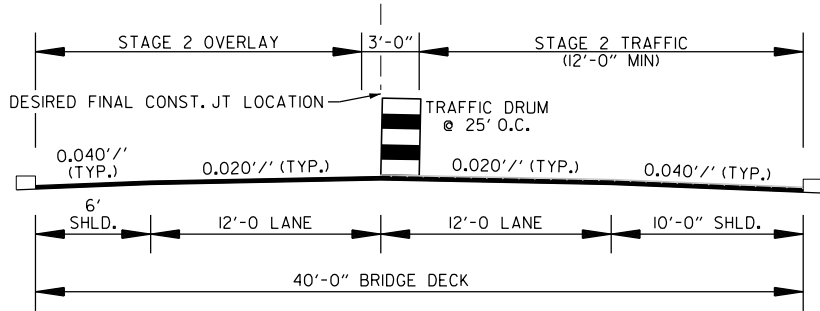 STAGE 2 OVERLAY
3'-0"
STAGE 2 TRAFFIC
(12'-0" MIN)
DESIRED FINAL CONST. JT LOCATION
TRAFFIC DRUM
@ 25' O.C.
0.040'/'
(TYP.)
0.020'/' (TYP.)
0.020'/' (TYP.)
0.040'/'
(TYP.)
6'
SHLD.
12'-0 LANE
12'-0" LANE
10'-0" SHLD.
40'-0" BRIDGE DECK